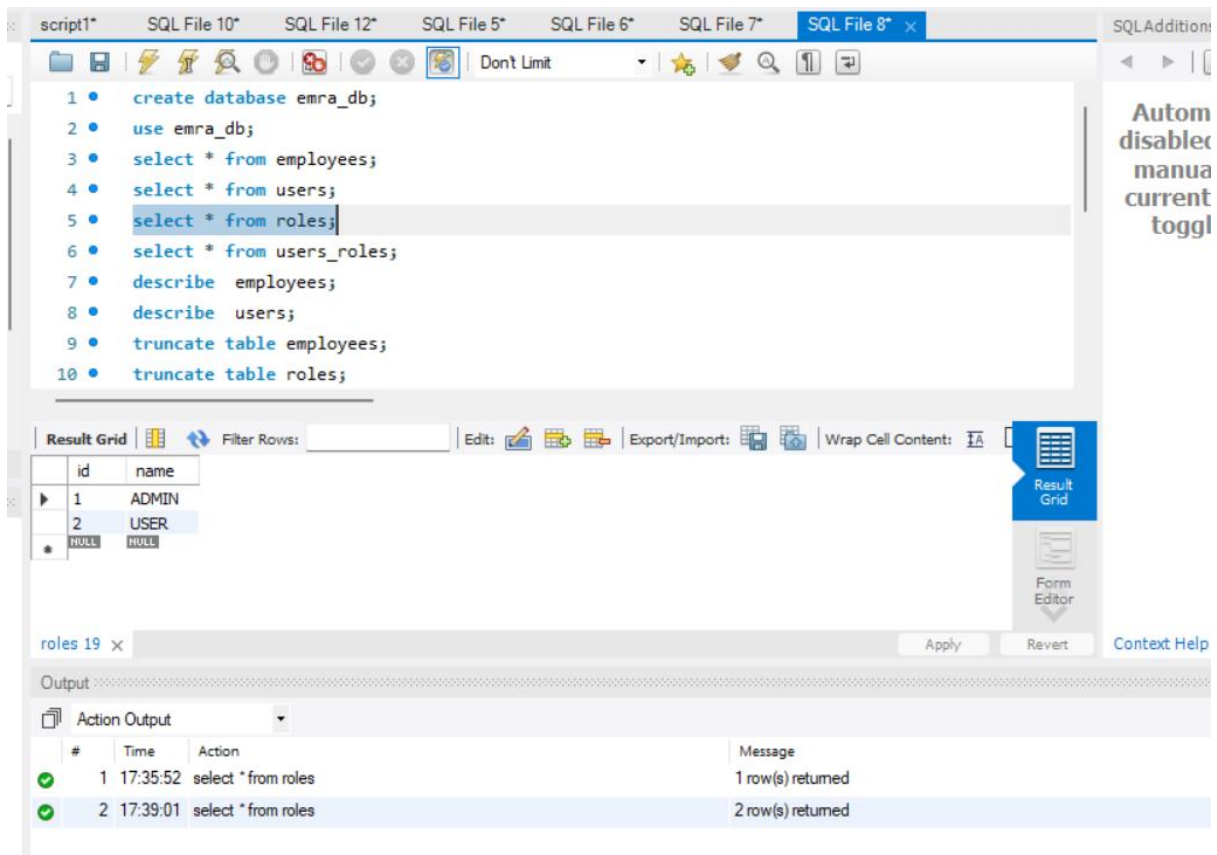 script1* SQL File 10* SQL File 12* SQL File 5* SQL File 6* SQL File 7* SQL File 8* × SQLAdditions
Don't Limit
1 create database emra_db;
2 use emra_db;
3 select * from employees;
4 select * from users;
5 select * from roles;
6 select * from users_roles;
7 describe  employees;
8 describe  users;
9 truncate table employees;
10 truncate table roles;
Autom
disabled
manua
current
toggl
Result Grid Filter Rows: Edit: Export/Import: Wrap Cell Content:
id name
1 ADMIN
2 USER
NULL NULL
Result
Grid
Form
Editor
roles 19 × Apply Revert Context Help
Output
Action Output
# Time Action Message
1 17:35:52 select * from roles 1 row(s) returned
2 17:39:01 select * from roles 2 row(s) returned